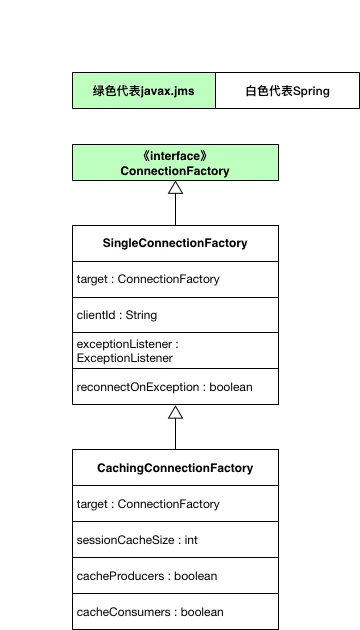 绿色代表javax.jms
白色代表Spring
《interface》
ConnectionFactory
SingleConnectionFactory
target : ConnectionFactory
clientId : String
exceptionListener :
ExceptionListener
reconnectOnException : boolean
CachingConnectionFactory
target : ConnectionFactory
sessionCacheSize : int
cacheProducers : boolean
cacheConsumers : boolean